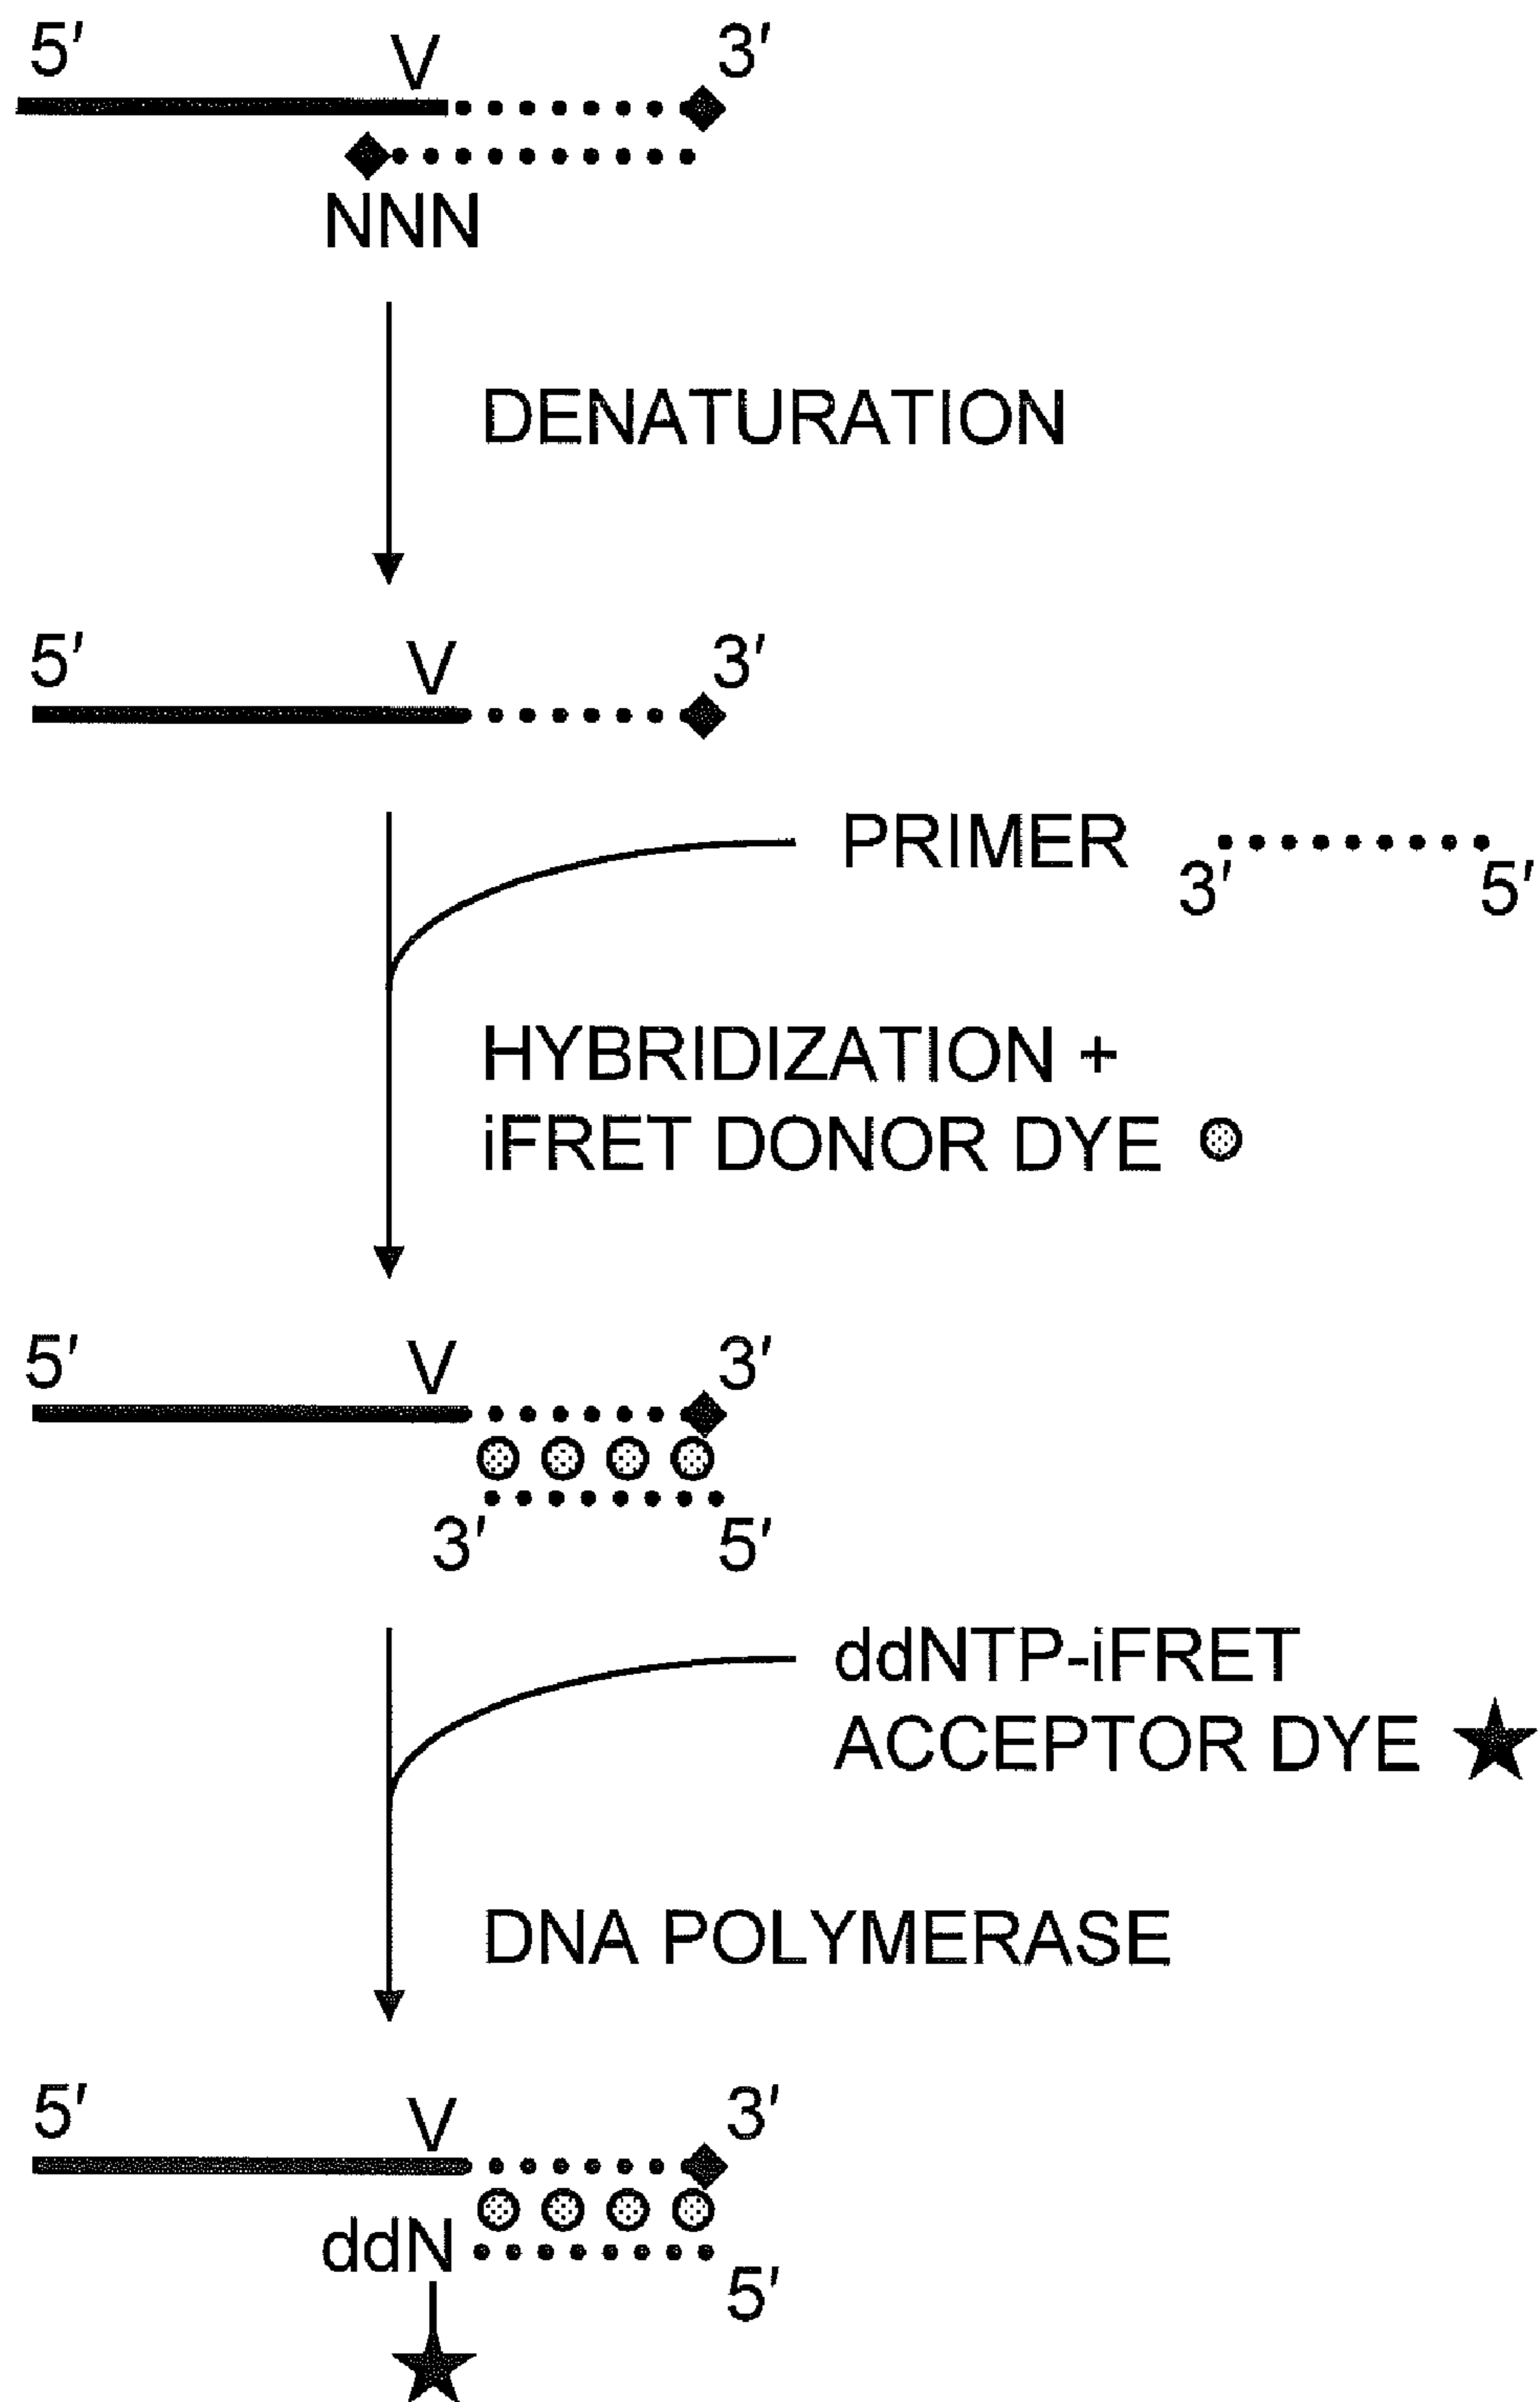 5' V 3'
NNN
DENATURATION
5' V 3'
PRIMER
3' 5'
HYBRIDIZATION +
iFRET DONOR DYE
5' V 3'
3' 5'
ddNTP-iFRET
ACCEPTOR DYE
DNA POLYMERASE
5' V 3'
ddN
5'